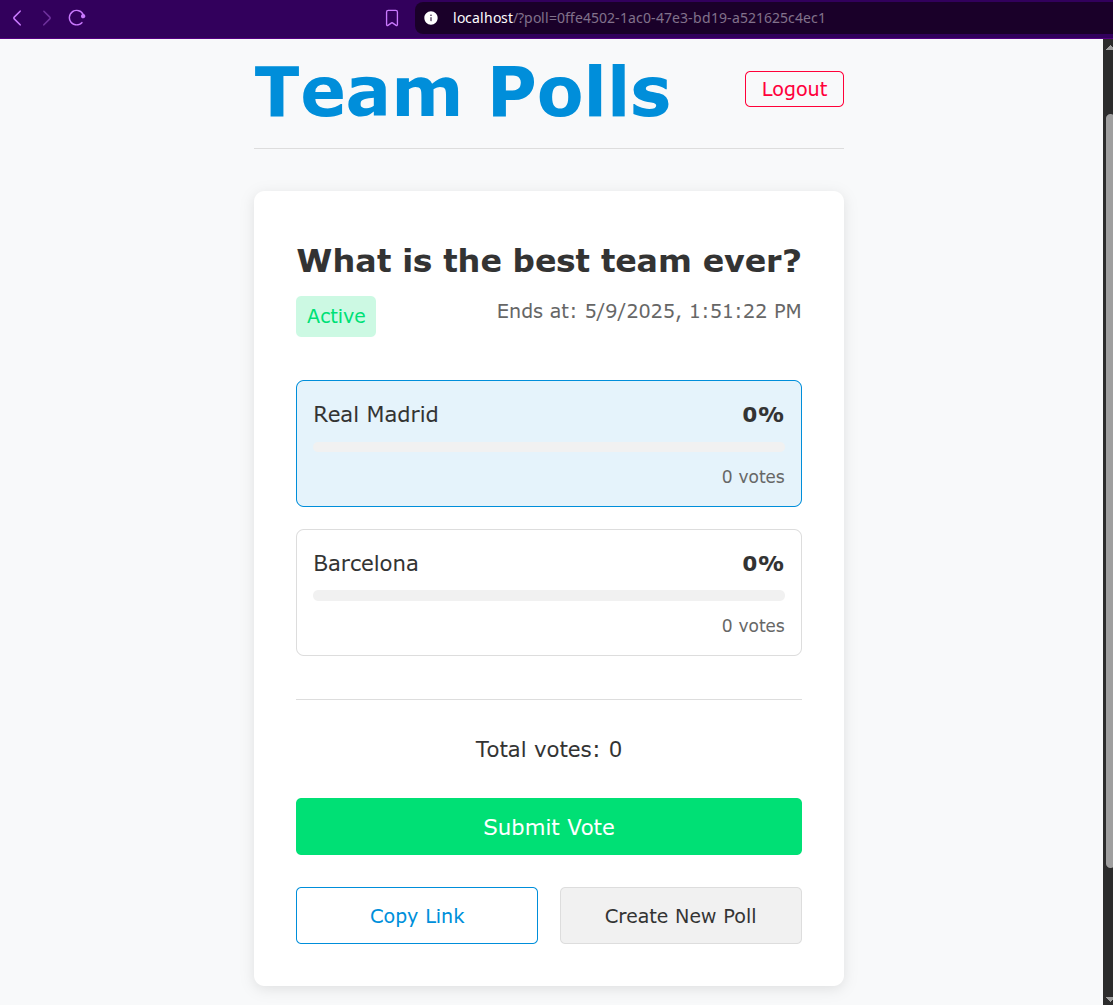 localhost/?poll=0ffe4502-1ac0-47e3-bd19-a521625c4ec1
Team Polls
Logout
What is the best team ever?
Active
Ends at: 5/9/2025, 1:51:22 PM
Real Madrid
0%
0 votes
Barcelona
0%
0 votes
Total votes: 0
Submit Vote
Copy Link
Create New Poll